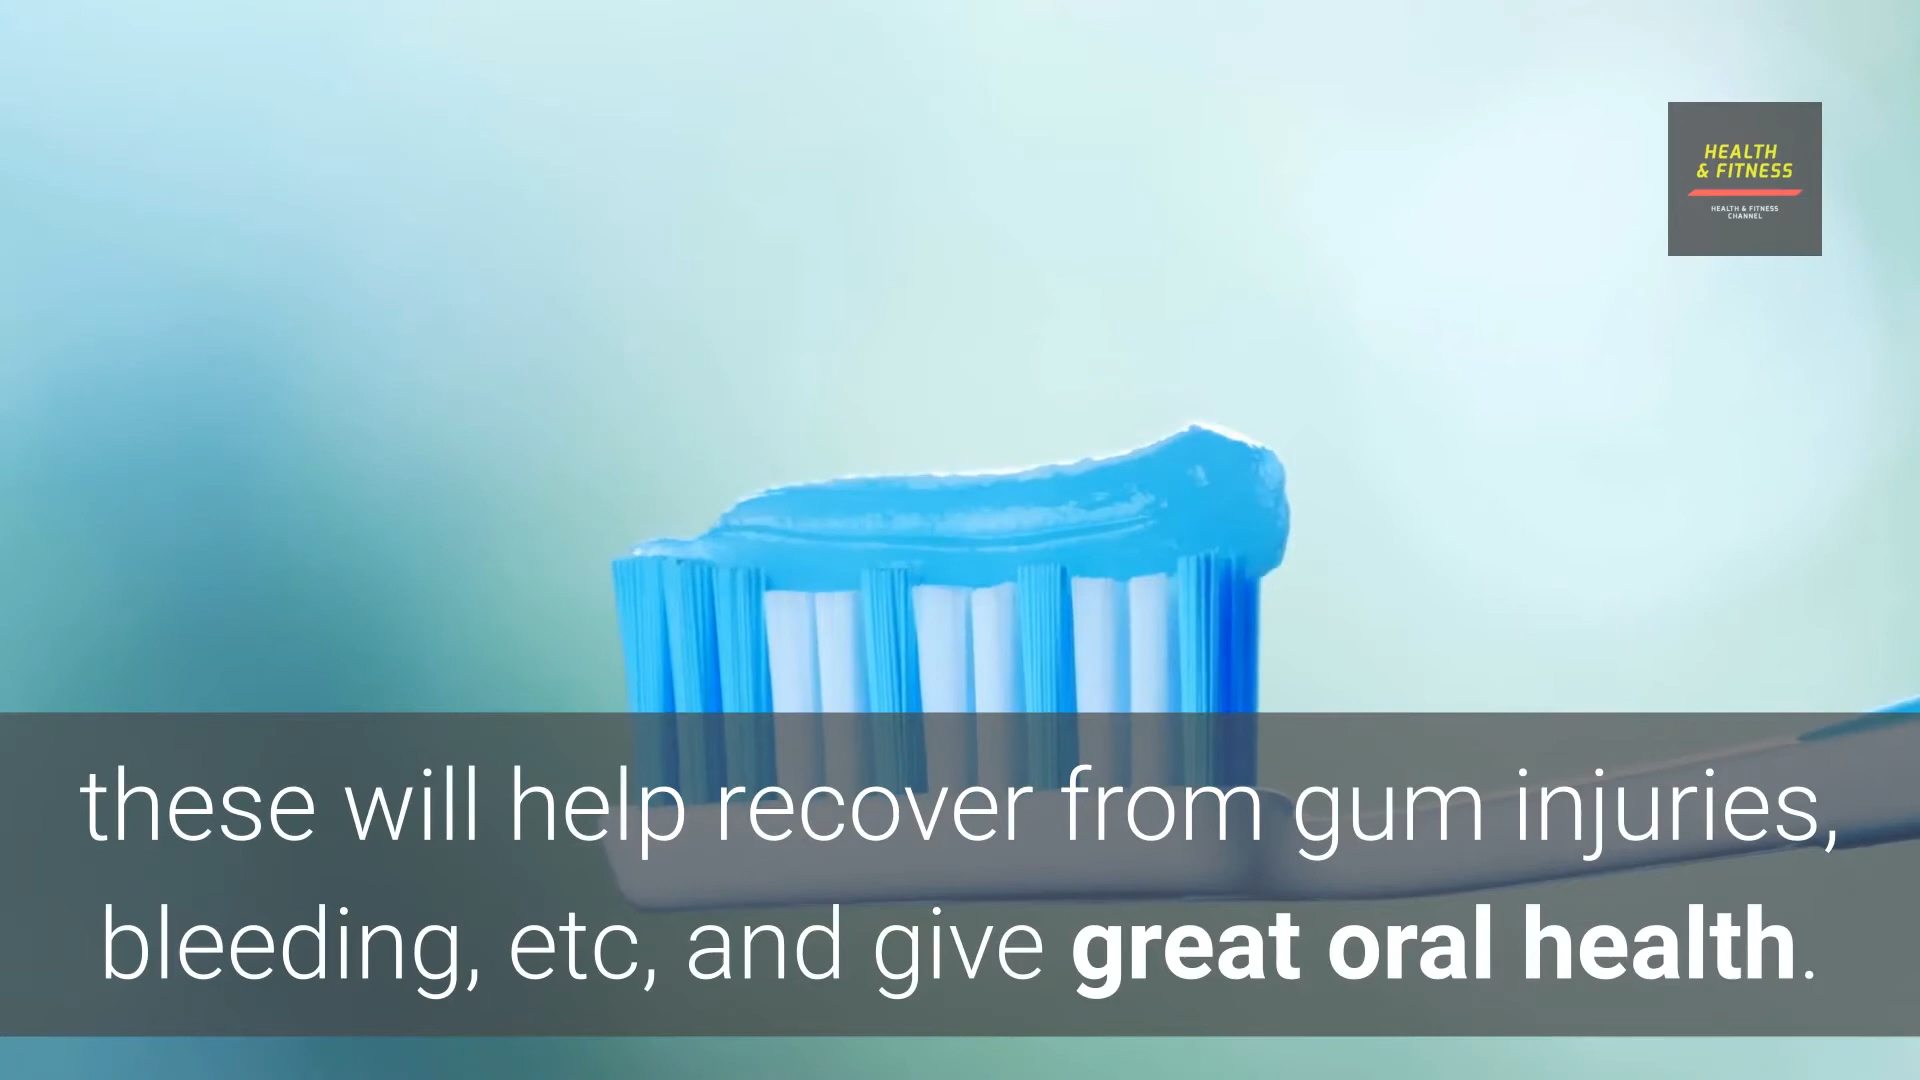 HEALTH
& FITNESS
HEALTH & FITNESS
CHANNEL
these will help recover from gum injuries,
bleeding, etc, and give great oral health.